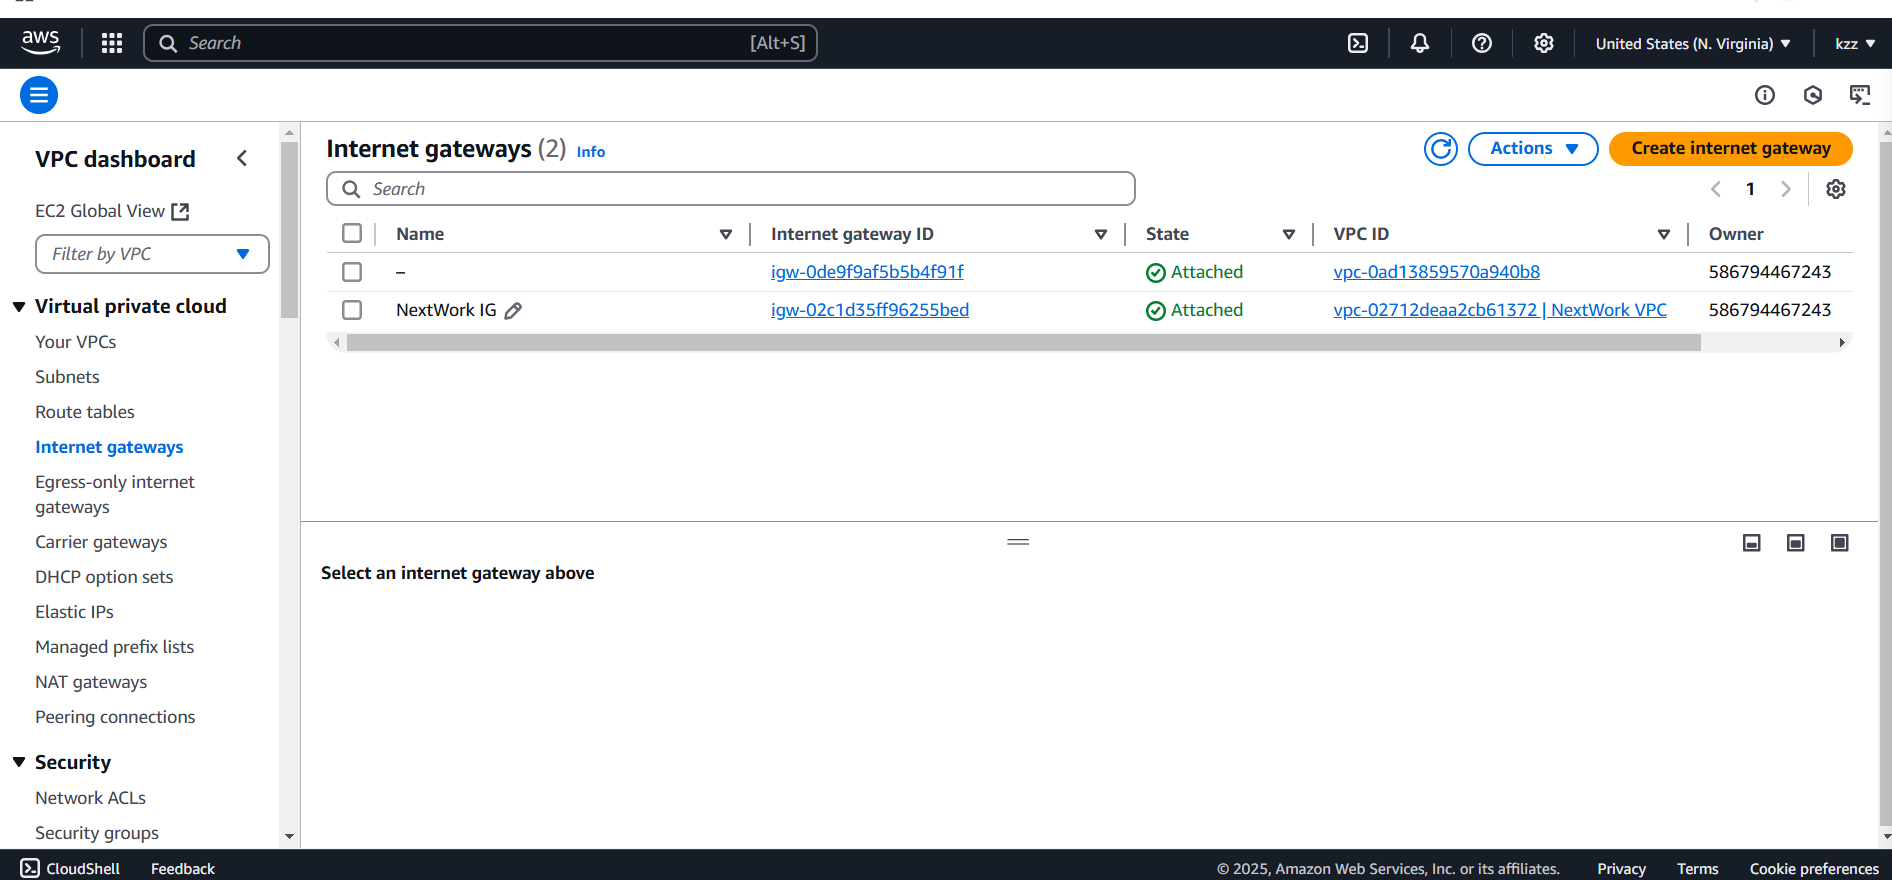 aws
Search [Alt+S]
United States (N. Virginia)
kzz
VPC dashboard
EC2 Global View
Filter by VPC
Virtual private cloud
Your VPCs
Subnets
Route tables
Internet gateways
Egress-only internet
gateways
Carrier gateways
DHCP option sets
Elastic IPs
Managed prefix lists
NAT gateways
Peering connections
Security
Network ACLs
Security groups
Internet gateways (2) Info
Actions
Create internet gateway
Search
1
Name Internet gateway ID State VPC ID Owner
– igw-0de9f9af5b5b4f91f Attached vpc-0ad13859570a940b8 586794467243
NextWork IG igw-02c1d35ff96255bed Attached vpc-02712deaa2cb61372 | NextWork VPC 586794467243
Select an internet gateway above
CloudShell Feedback © 2025, Amazon Web Services, Inc. or its affiliates. Privacy Terms Cookie preferences